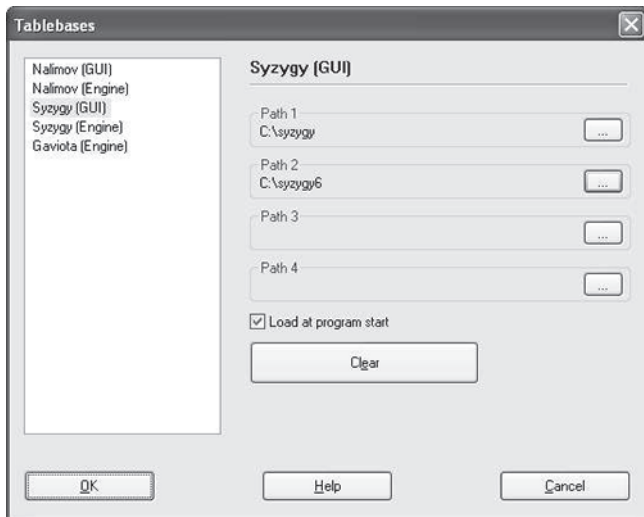 Tablebases
Nalimov (GUI)
Nalimov (Engine)
Syzygy (GUI)
Syzygy (Engine)
Gaviota (Engine)
Syzygy (GUI)
Path 1
C:\syzygy
...
Path 2
C:\syzygy6
...
Path 3
...
Path 4
...
Load at program start
Clear
OK
Help
Cancel